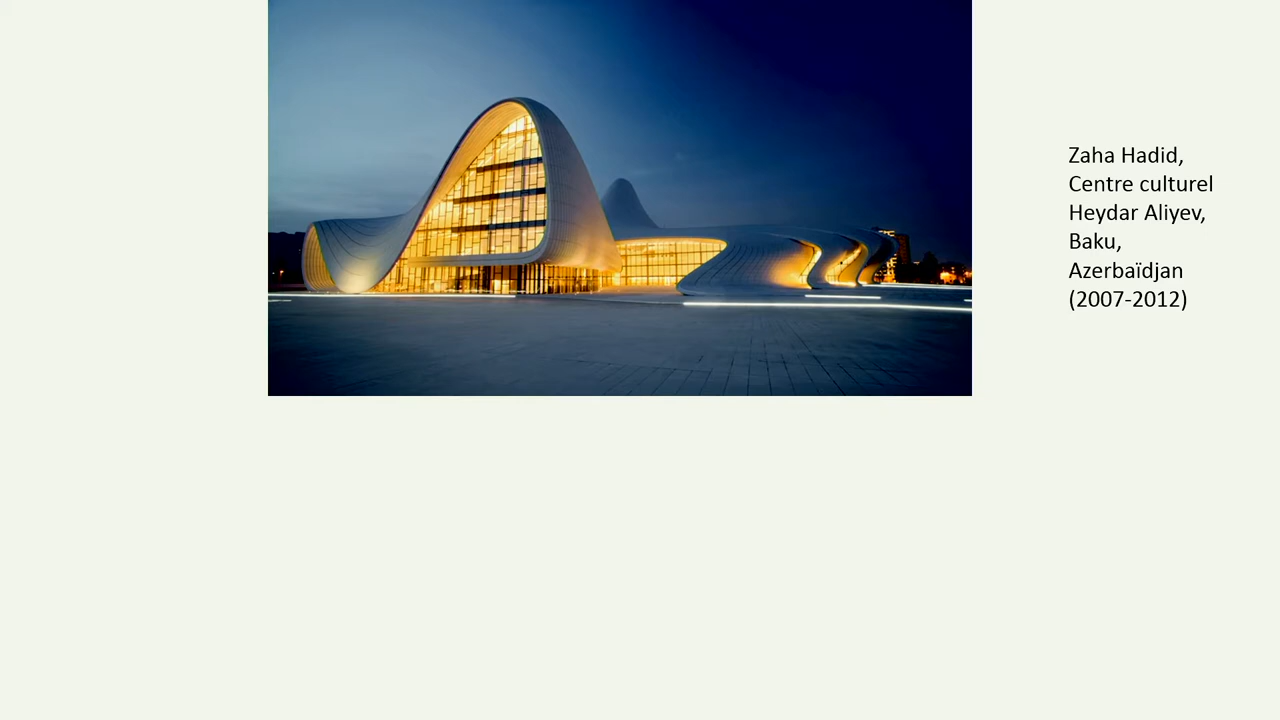 Zaha Hadid,
Centre culturel
Heydar Aliyev,
Baku,
Azerbaïdjan
(2007-2012)